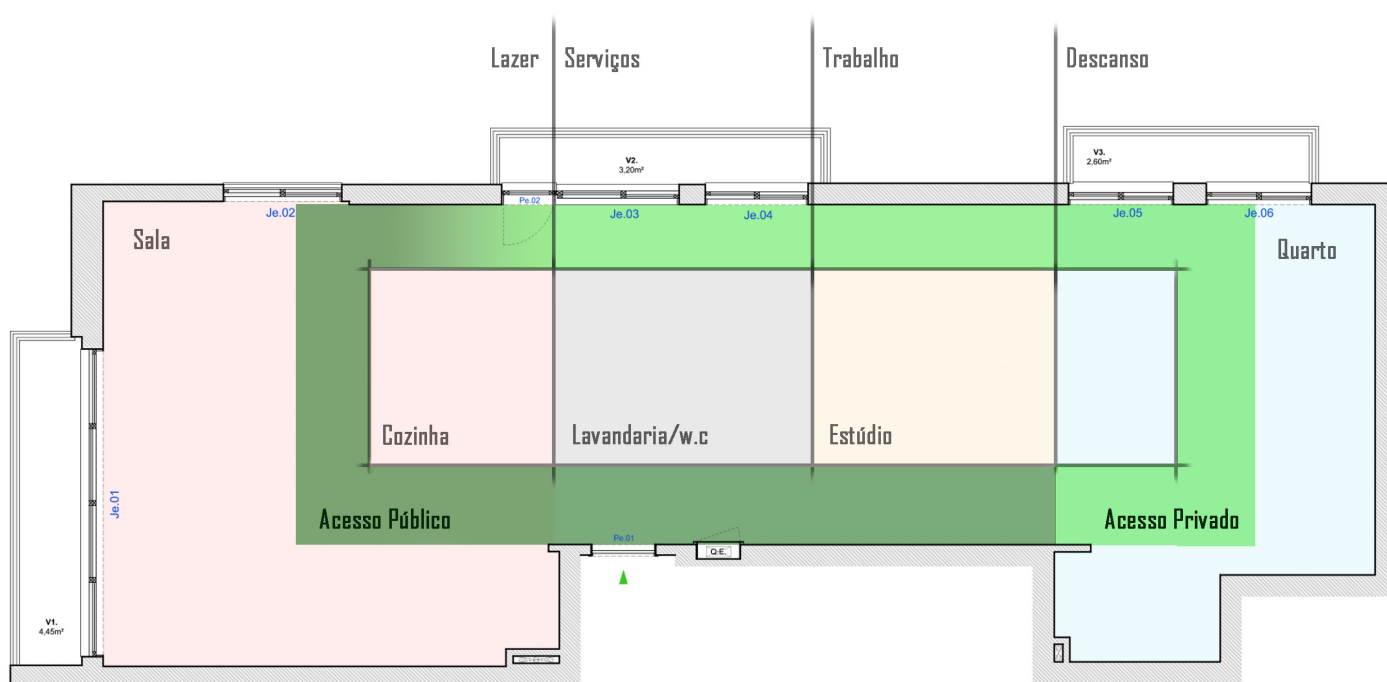 Lazer
Serviços
Trabalho
Descanso
V2.
3,20m²
V3.
2,60m²
Pe.02
Je.02
Je.03
Je.04
Je.05
Je.06
Sala
Quarto
Cozinha
Lavandaria/w.c
Estúdio
Je.01
Acesso Público
Acesso Privado
Pe.01
Q.E.
V1.
4,45m²